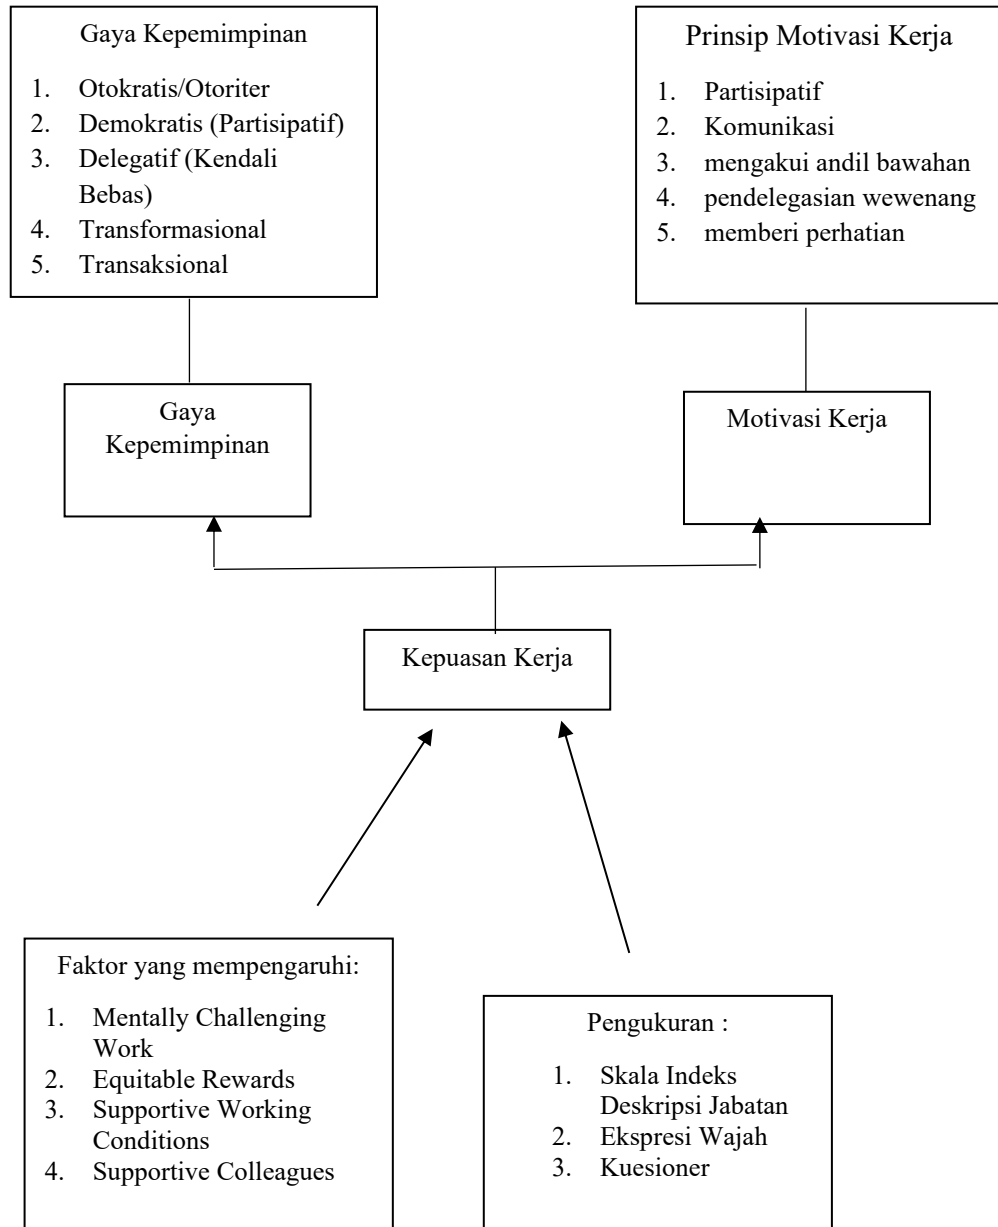 Gaya Kepemimpinan
1. Otokratis/Otoriter
2. Demokratis (Partisipatif)
3. Delegatif (Kendali
Bebas)
4. Transformasional
5. Transaksional
Prinsip Motivasi Kerja
1. Partisipatif
2. Komunikasi
3. mengakui andil bawahan
4. pendelegasian wewenang
5. memberi perhatian
Gaya
Kepemimpinan
Motivasi Kerja
Kepuasan Kerja
Faktor yang mempengaruhi:
1. Mentally Challenging
Work
2. Equitable Rewards
3. Supportive Working
Conditions
4. Supportive Colleagues
Pengukuran :
1. Skala Indeks
Deskripsi Jabatan
2. Ekspresi Wajah
3. Kuesioner